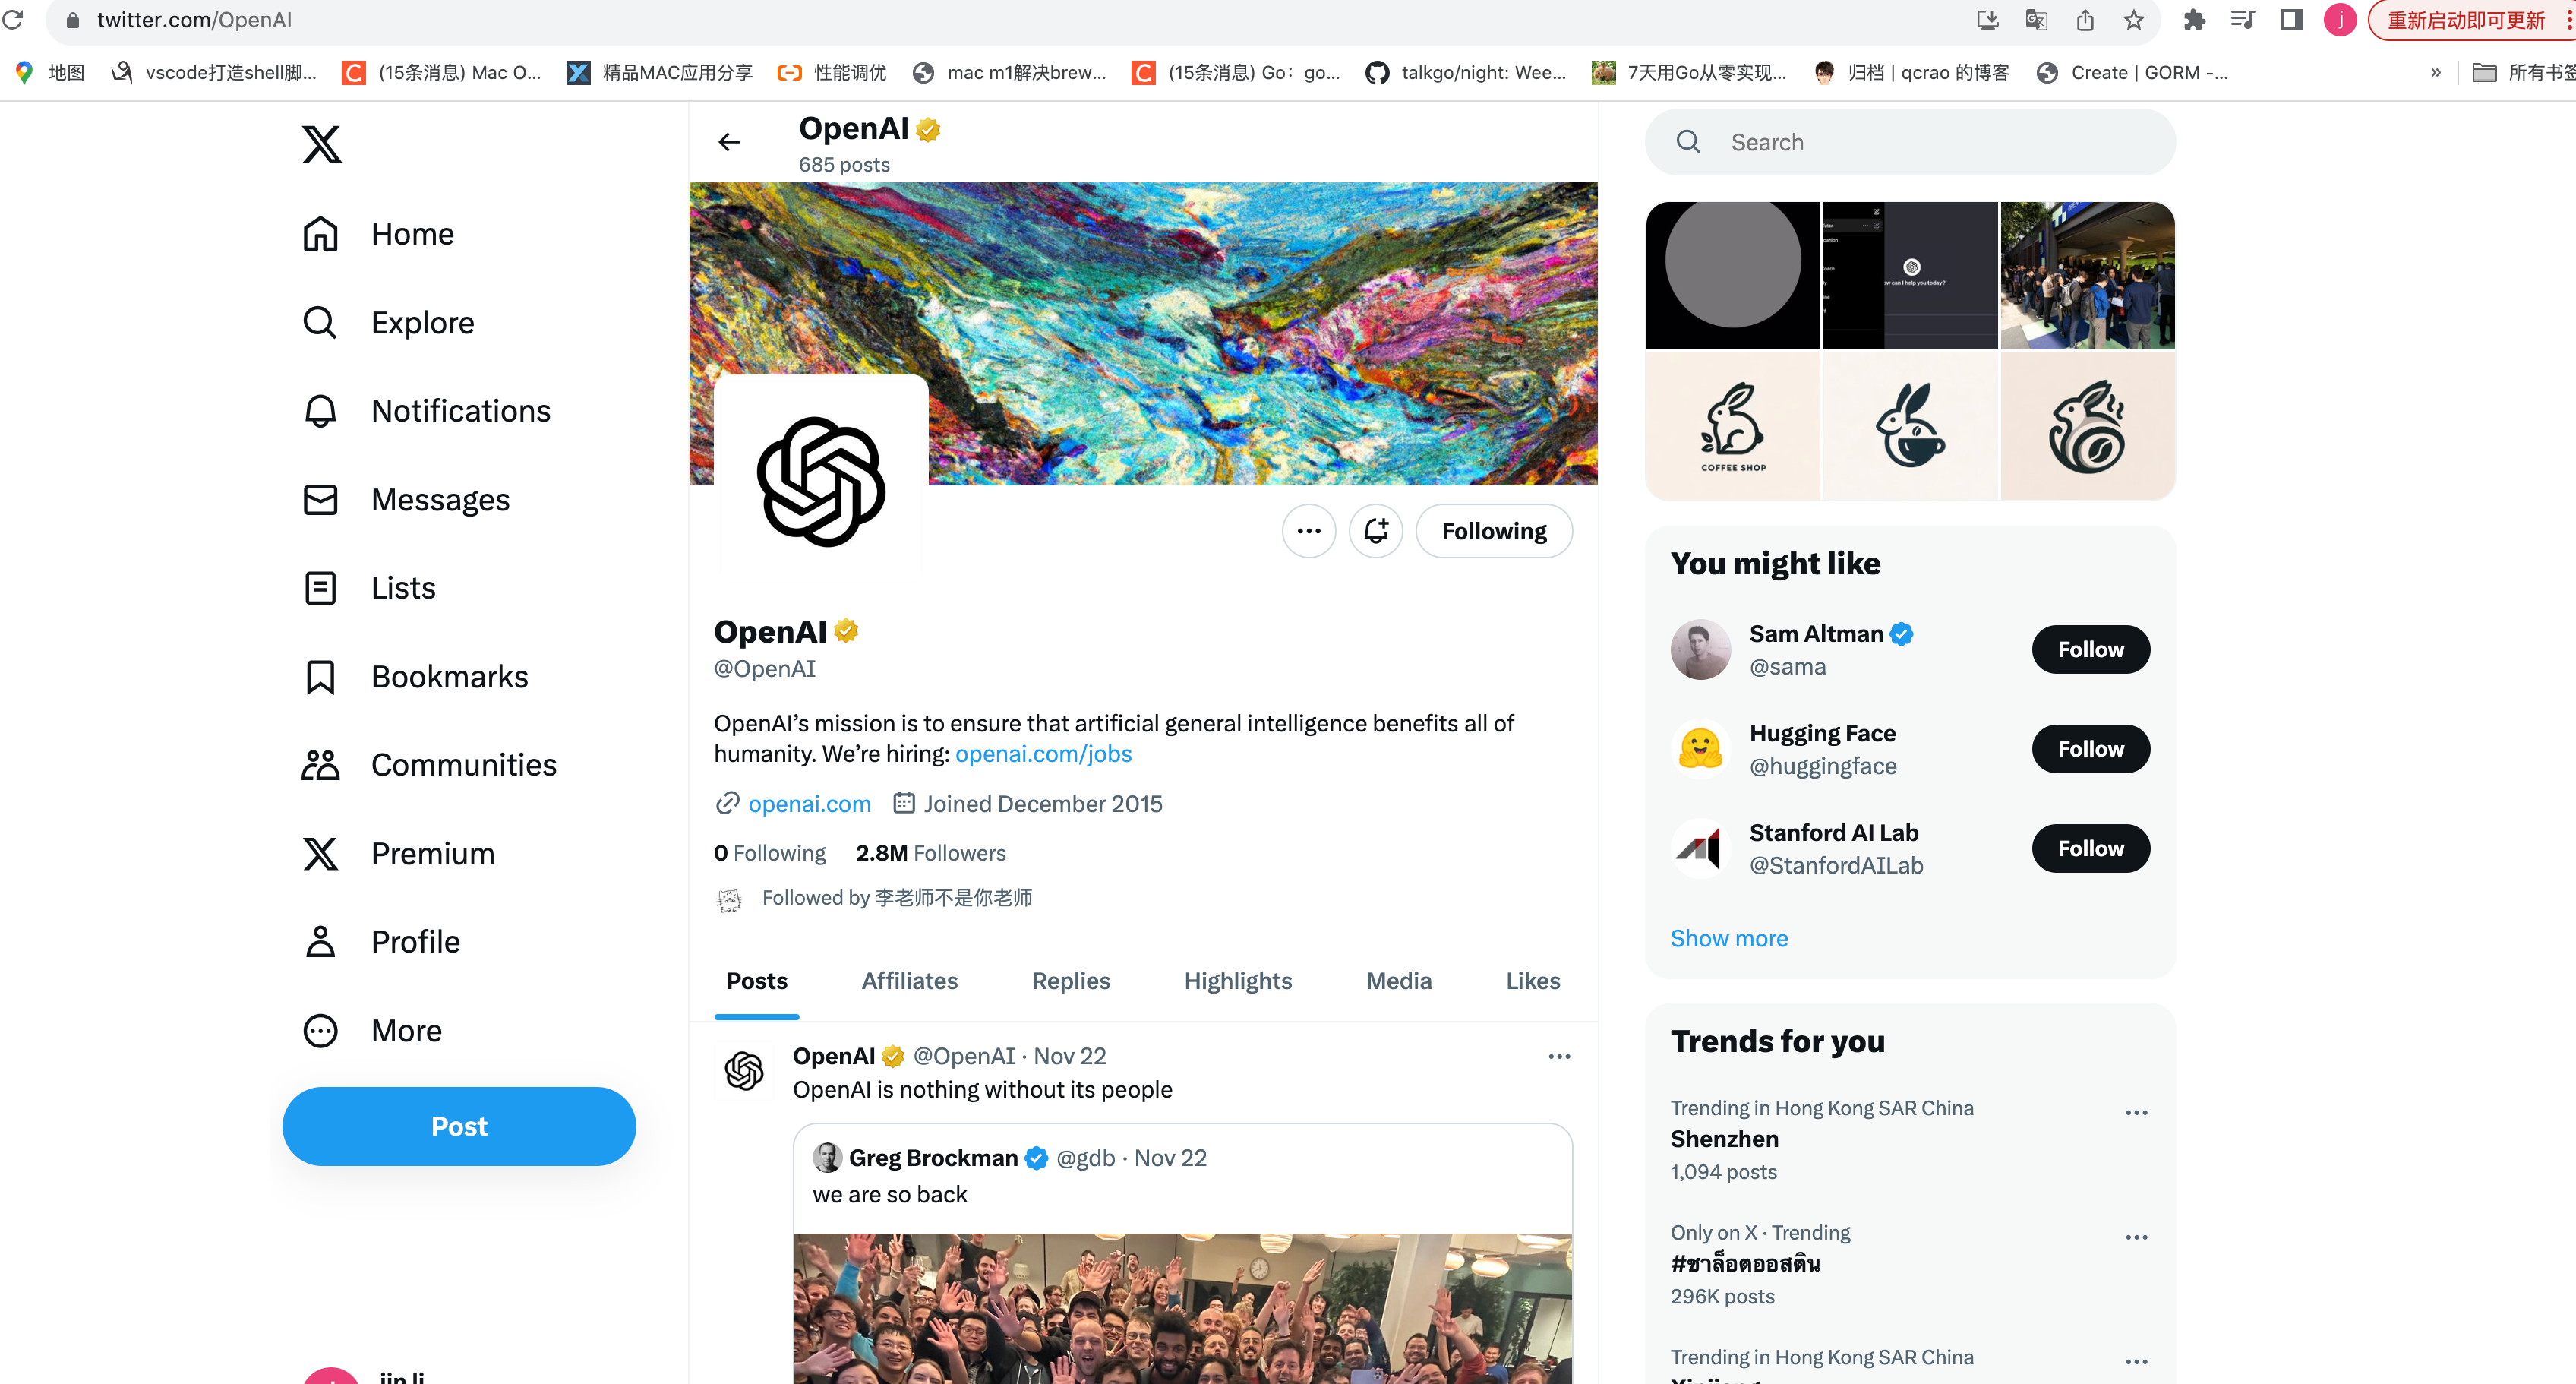 twitter.com/OpenAI
重新启动即可更新
地图
vscode打造shell脚...
(15条消息) Mac O...
精品MAC应用分享
性能调优
mac m1解决brew...
(15条消息) Go：go...
talkgo/night: Wee...
7天用Go从零实现...
归档 | qcrao 的博客
Create | GORM -...
»
所有书签
OpenAI
685 posts
Home
Explore
Notifications
Messages
Lists
Bookmarks
Communities
Premium
Profile
More
Post
Following
OpenAI
@OpenAI
OpenAI’s mission is to ensure that artificial general intelligence benefits all of
humanity. We’re hiring: openai.com/jobs
openai.com Joined December 2015
0 Following 2.8M Followers
Followed by 李老师不是你老师
Posts Affiliates Replies Highlights Media Likes
OpenAI @OpenAI · Nov 22
OpenAI is nothing without its people
Greg Brockman @gdb · Nov 22
we are so back
Search
COFFEE SHOP
You might like
Sam Altman
@sama
Follow
Hugging Face
@huggingface
Follow
Stanford AI Lab
@StanfordAILab
Follow
Show more
Trends for you
Trending in Hong Kong SAR China
Shenzhen
1,094 posts
Only on X · Trending
#ชาล็อตออสติน
296K posts
Trending in Hong Kong SAR China